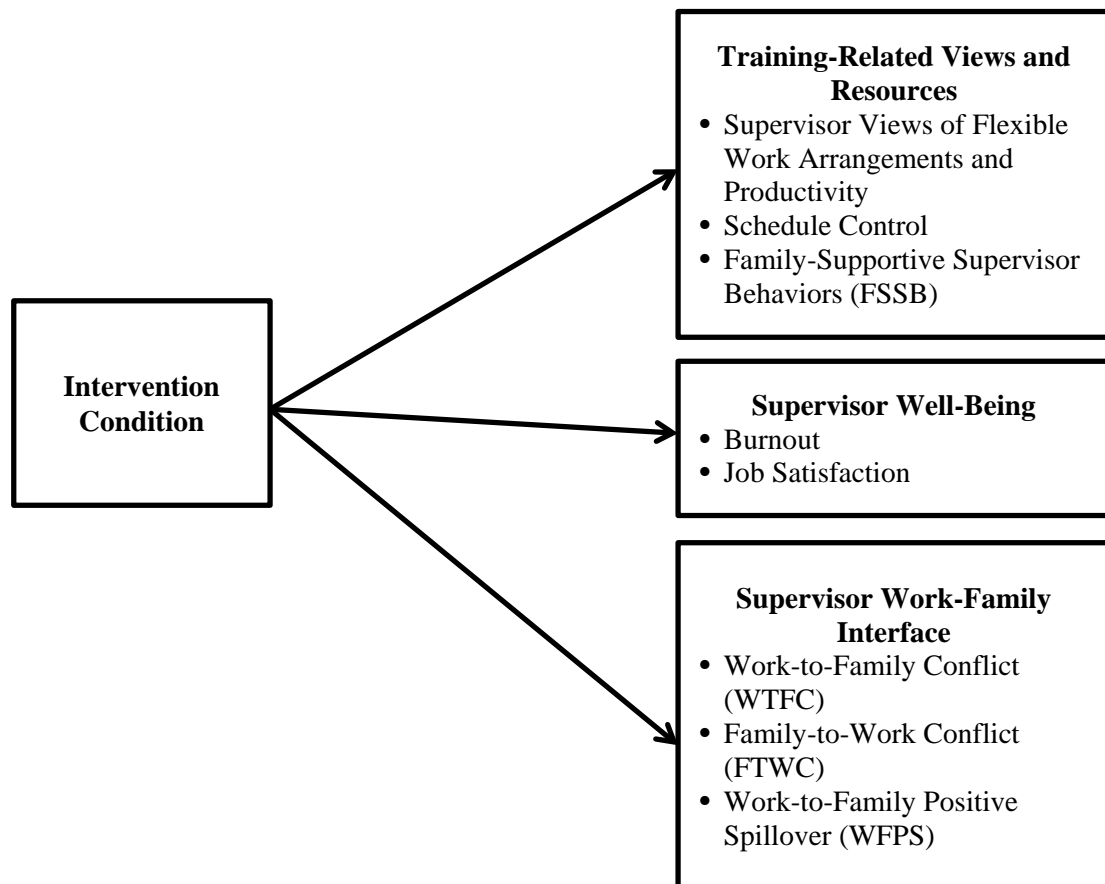 Training-Related Views and
Resources
• Supervisor Views of Flexible
Work Arrangements and
Productivity
• Schedule Control
• Family-Supportive Supervisor
Behaviors (FSSB)
Intervention
Condition
Supervisor Well-Being
• Burnout
• Job Satisfaction
Supervisor Work-Family
Interface
• Work-to-Family Conflict
(WTFC)
• Family-to-Work Conflict
(FTWC)
• Work-to-Family Positive
Spillover (WFPS)